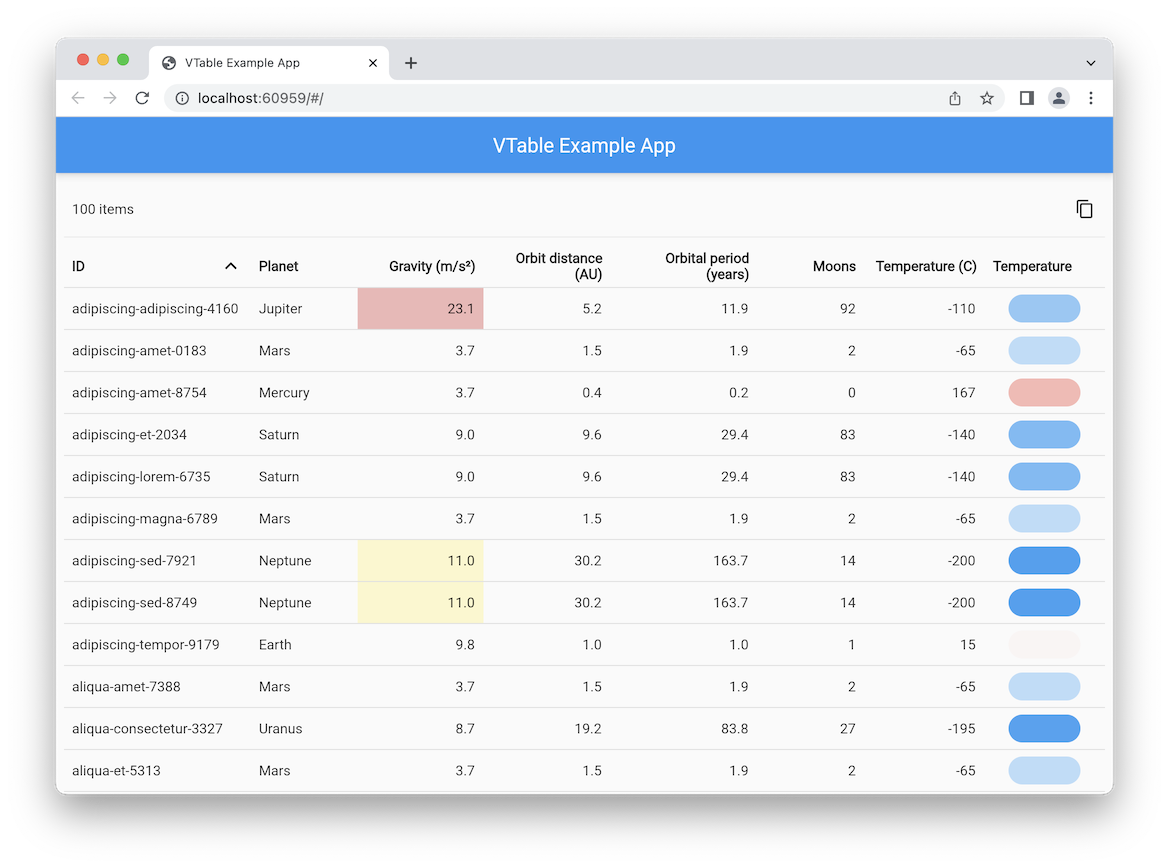 VTable Example App
localhost:60959/#/
VTable Example App
100 items
ID Planet Gravity (m/s²) Orbit distance (AU) Orbital period (years) Moons Temperature (C) Temperature
adipiscing-adipiscing-4160 Jupiter 23.1 5.2 11.9 92 -110
adipiscing-amet-0183 Mars 3.7 1.5 1.9 2 -65
adipiscing-amet-8754 Mercury 3.7 0.4 0.2 0 167
adipiscing-et-2034 Saturn 9.0 9.6 29.4 83 -140
adipiscing-lorem-6735 Saturn 9.0 9.6 29.4 83 -140
adipiscing-magna-6789 Mars 3.7 1.5 1.9 2 -65
adipiscing-sed-7921 Neptune 11.0 30.2 163.7 14 -200
adipiscing-sed-8749 Neptune 11.0 30.2 163.7 14 -200
adipiscing-tempor-9179 Earth 9.8 1.0 1.0 1 15
aliqua-amet-7388 Mars 3.7 1.5 1.9 2 -65
aliqua-consectetur-3327 Uranus 8.7 19.2 83.8 27 -195
aliqua-et-5313 Mars 3.7 1.5 1.9 2 -65